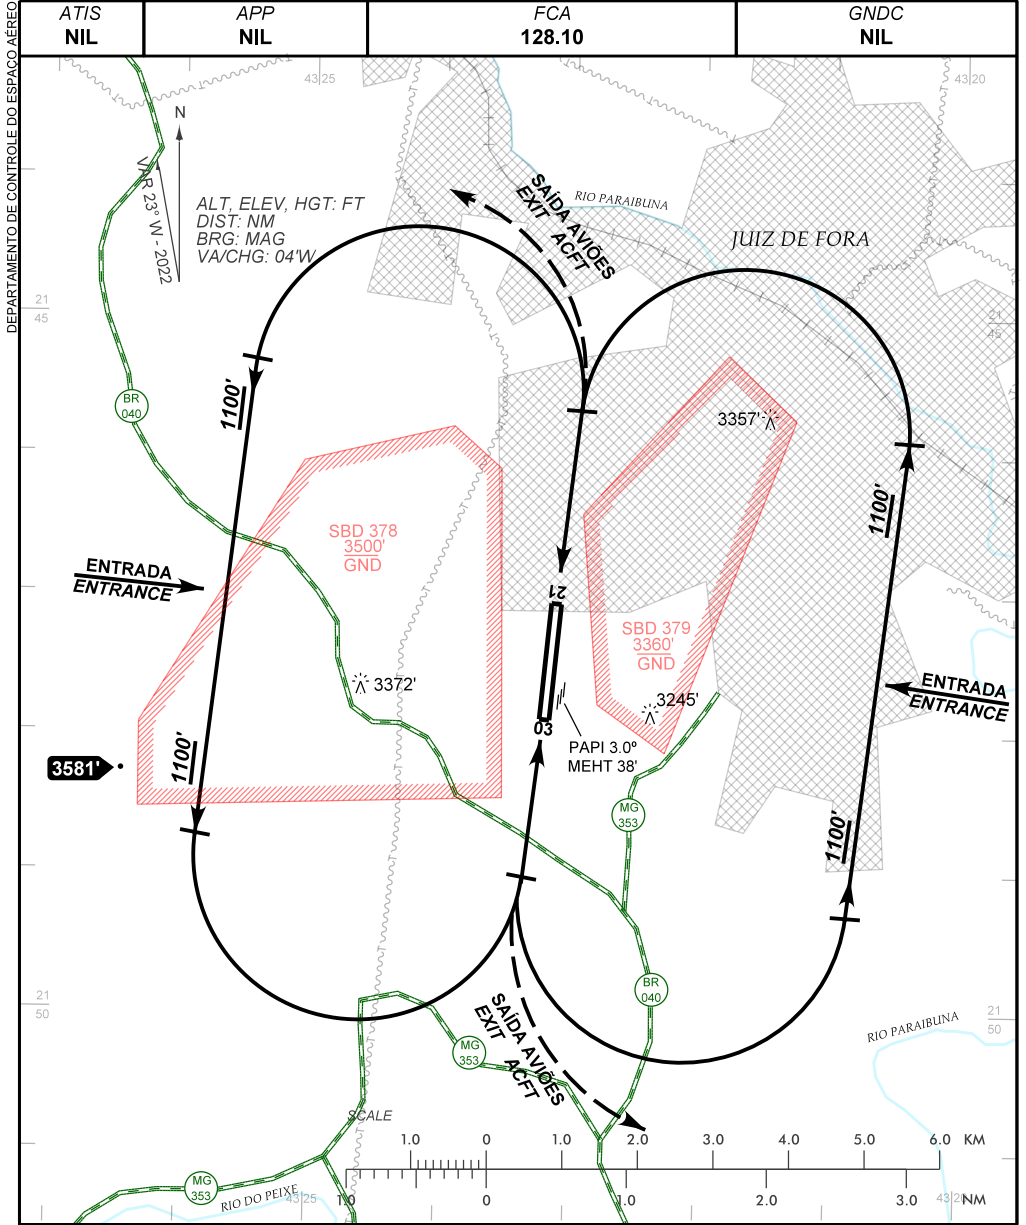 ATIS
NIL
APP
NIL
FCA
128.10
GNDC
NIL
DEPARTAMENTO DE CONTROLE DO ESPAÇO AÉREO
43 25
43 20
N
VAR 23° W - 2022
ALT, ELEV, HGT: FT
DIST: NM
BRG: MAG
VA/CHG: 04'W
SAÍDA AVIÕES
EXIT ACFT
RIO PARAIBUNA
JUIZ DE FORA
21
45
21
45
BR
040
1100'
3357'
1100'
SBD 378
3500'
GND
ENTRADA
ENTRANCE
21
SBD 379
3360'
GND
3372'
3245'
ENTRADA
ENTRANCE
03
PAPI 3.0º
MEHT 38'
3581'
1100'
MG
353
1100'
BR
040
21
50
21
50
SAÍDA AVIÕES
EXIT ACFT
RIO PARAIBUNA
MG
353
SCALE
1.0 0 1.0 2.0 3.0 4.0 5.0 6.0 KM
MG
353
RIO DO PEIXE
43 25
1.0 0 1.0 2.0 3.0 NM
43 20